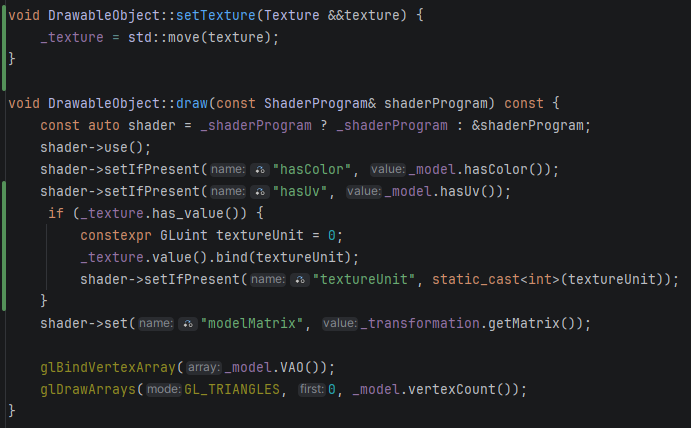 void DrawableObject::setTexture(Texture &&texture) {
    _texture = std::move(texture);
}

void DrawableObject::draw(const ShaderProgram& shaderProgram) const {
    const auto shader = _shaderProgram ? _shaderProgram : &shaderProgram;
    shader->use();
    shader->setIfPresent( name: "hasColor", value: _model.hasColor());
    shader->setIfPresent( name: "hasUv", value: _model.hasUv());
     if (_texture.has_value()) {
         constexpr GLuint textureUnit = 0;
         _texture.value().bind(textureUnit);
         shader->setIfPresent( name: "textureUnit", static_cast<int>(textureUnit));
    }
    shader->set( name: "modelMatrix", value: _transformation.getMatrix());

    glBindVertexArray( array: _model.VAO());
    glDrawArrays( mode: GL_TRIANGLES, first: 0, _model.vertexCount());
}